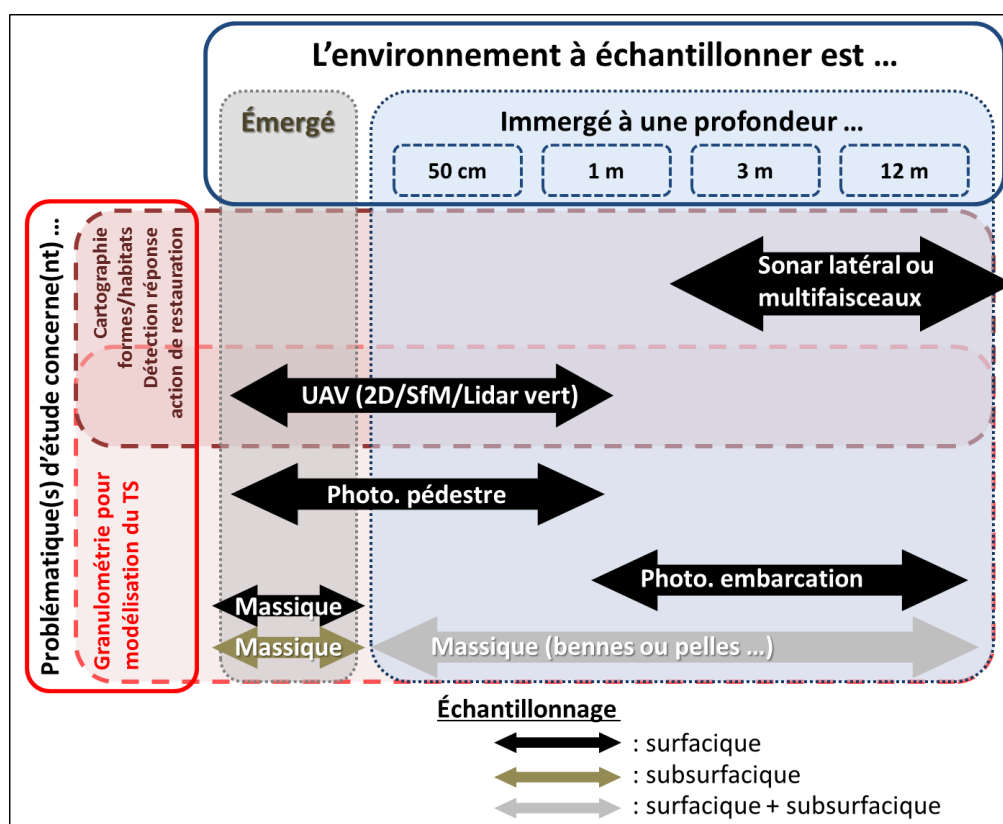 L'environnement à échantillonner est …
Émergé
Immergé à une profondeur …
50 cm
1 m
3 m
12 m
Problématique(s) d'étude concerne(nt) …
Cartographie
formes/habitats
Détection réponse
action de restauration
Granulométrie pour
modélisation du TS
Sonar latéral ou
multifaisceaux
UAV (2D/SfM/Lidar vert)
Photo. pédestre
Photo. embarcation
Massique
Massique
Massique (bennes ou pelles …)
Échantillonnage
: surfacique
: subsurfacique
: surfacique + subsurfacique